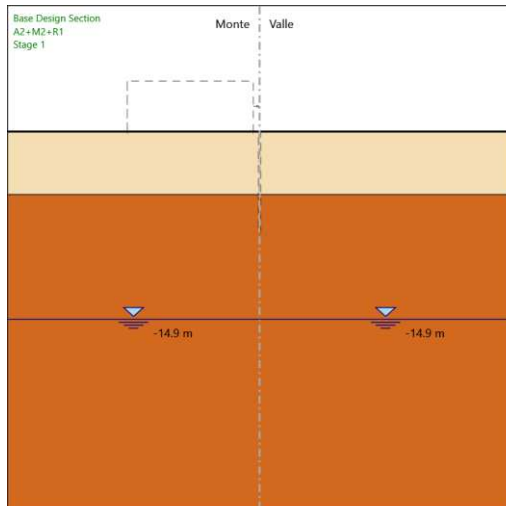 Base Design Section
A2+M2+R1
Stage 1
Monte Valle
-14.9 m -14.9 m